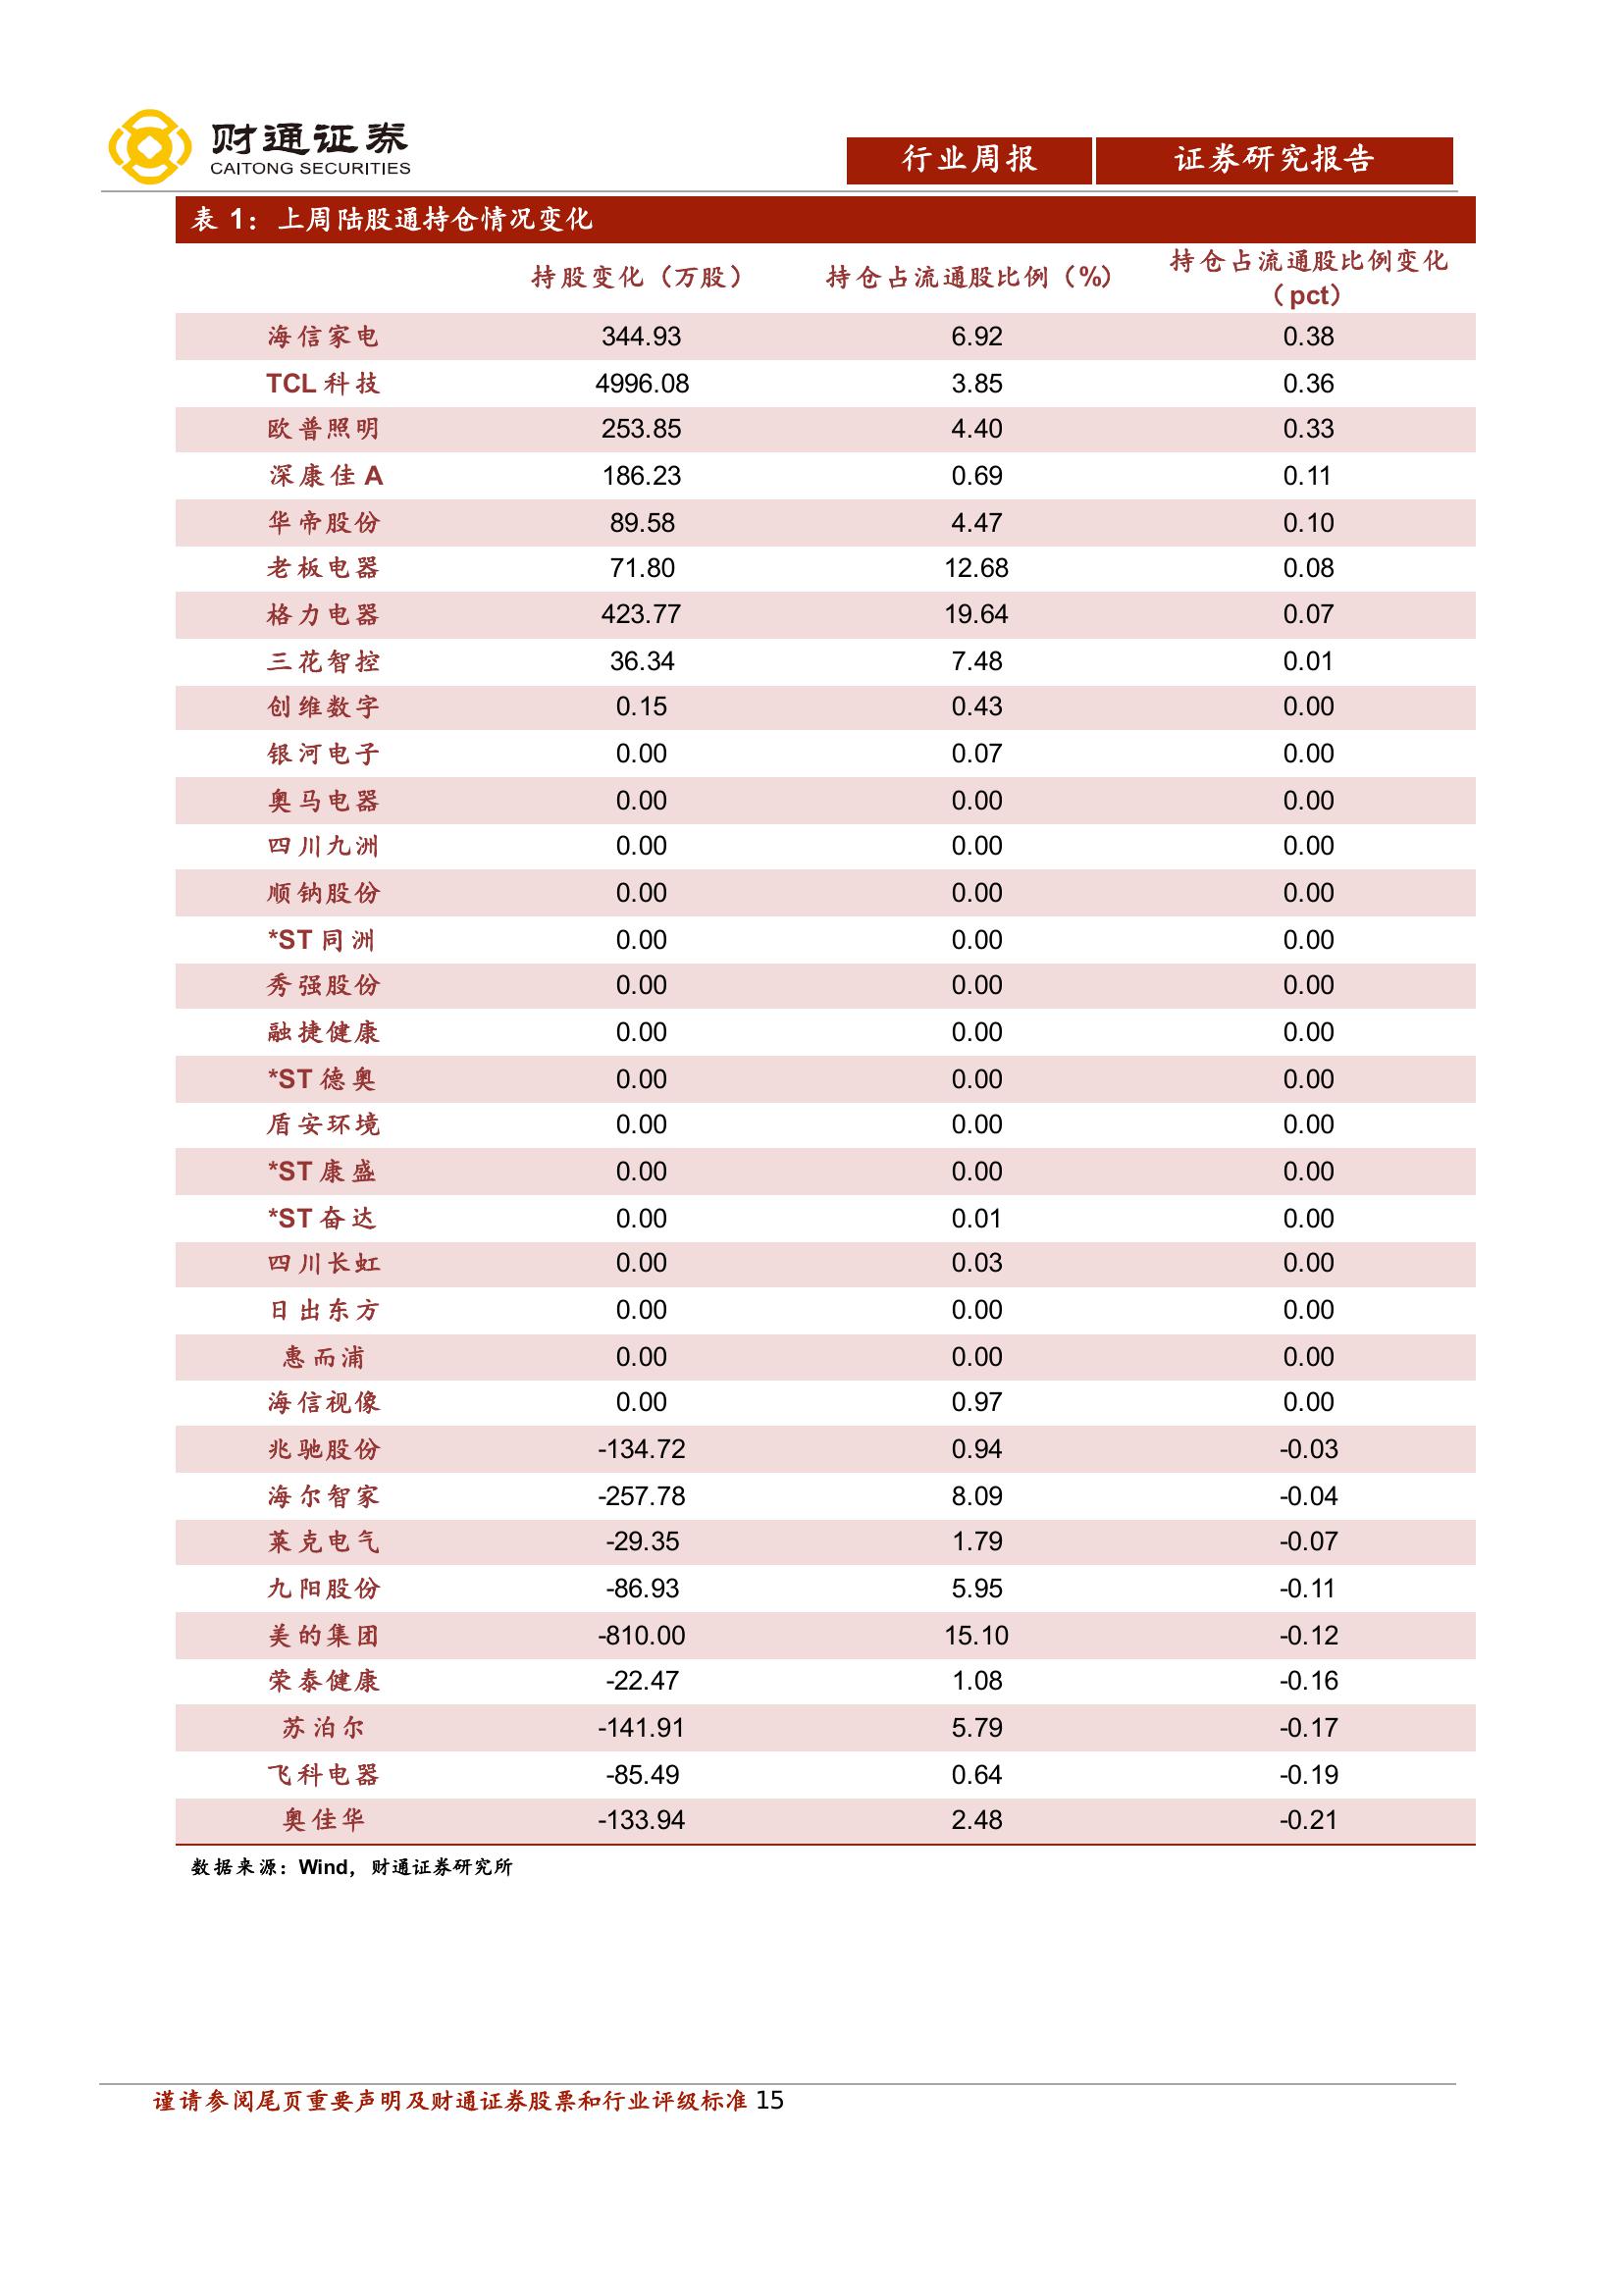 财通证券
CAITONG SECURITIES
行业周报 证券研究报告
表 1：上周陆股通持仓情况变化
持股变化（万股） 持仓占流通股比例（%） 持仓占流通股比例变化
（pct）
海信家电 344.93 6.92 0.38
TCL 科技 4996.08 3.85 0.36
欧普照明 253.85 4.40 0.33
深康佳 A 186.23 0.69 0.11
华帝股份 89.58 4.47 0.10
老板电器 71.80 12.68 0.08
格力电器 423.77 19.64 0.07
三花智控 36.34 7.48 0.01
创维数字 0.15 0.43 0.00
银河电子 0.00 0.07 0.00
奥马电器 0.00 0.00 0.00
四川九洲 0.00 0.00 0.00
顺钠股份 0.00 0.00 0.00
*ST 同洲 0.00 0.00 0.00
秀强股份 0.00 0.00 0.00
融捷健康 0.00 0.00 0.00
*ST 德奥 0.00 0.00 0.00
盾安环境 0.00 0.00 0.00
*ST 康盛 0.00 0.00 0.00
*ST 奋达 0.00 0.01 0.00
四川长虹 0.00 0.03 0.00
日出东方 0.00 0.00 0.00
惠而浦 0.00 0.00 0.00
海信视像 0.00 0.97 0.00
兆驰股份 -134.72 0.94 -0.03
海尔智家 -257.78 8.09 -0.04
莱克电气 -29.35 1.79 -0.07
九阳股份 -86.93 5.95 -0.11
美的集团 -810.00 15.10 -0.12
荣泰健康 -22.47 1.08 -0.16
苏泊尔 -141.91 5.79 -0.17
飞科电器 -85.49 0.64 -0.19
奥佳华 -133.94 2.48 -0.21
数据来源：Wind，财通证券研究所
谨请参阅尾页重要声明及财通证券股票和行业评级标准 15